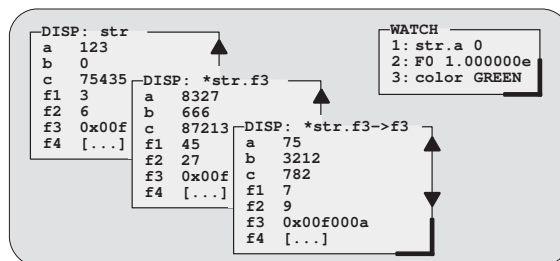 DISP: str
a 123
b 0
c 75435
f1 3
f2 6
f3 0x00f
f4 [...]
DISP: *str.f3
a 8327
b 666
c 87213
f1 45
f2 27
f3 0x00f
f4 [...]
DISP: *str.f3->f3
a 75
b 3212
c 782
f1 7
f2 9
f3 0x00f000a
f4 [...]
WATCH
1: str.a 0
2: F0 1.000000e
3: color GREEN